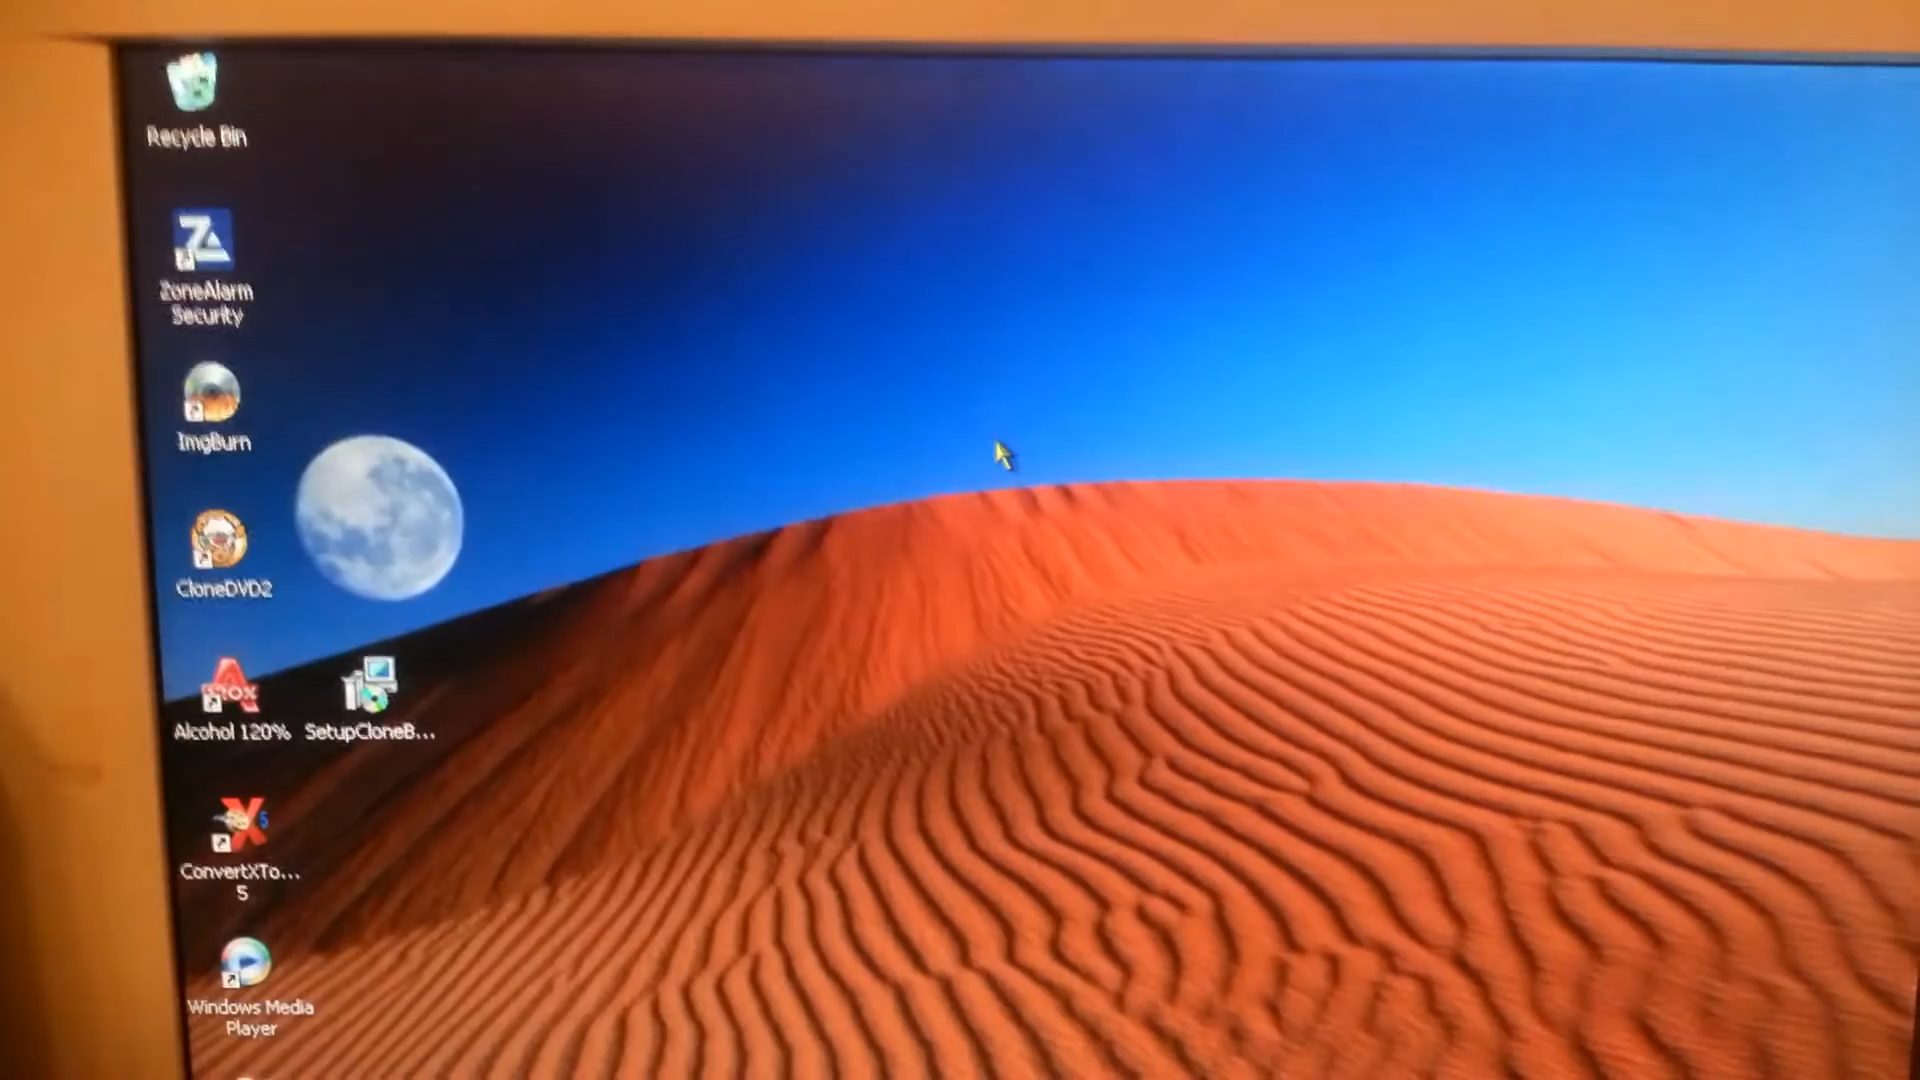 Recycle Bin
ZoneAlarm
Security
ImgBurn
CloneDVD2
Alcohol 120%
SetupCloneB...
ConvertXTo...
5
Windows Media
Player